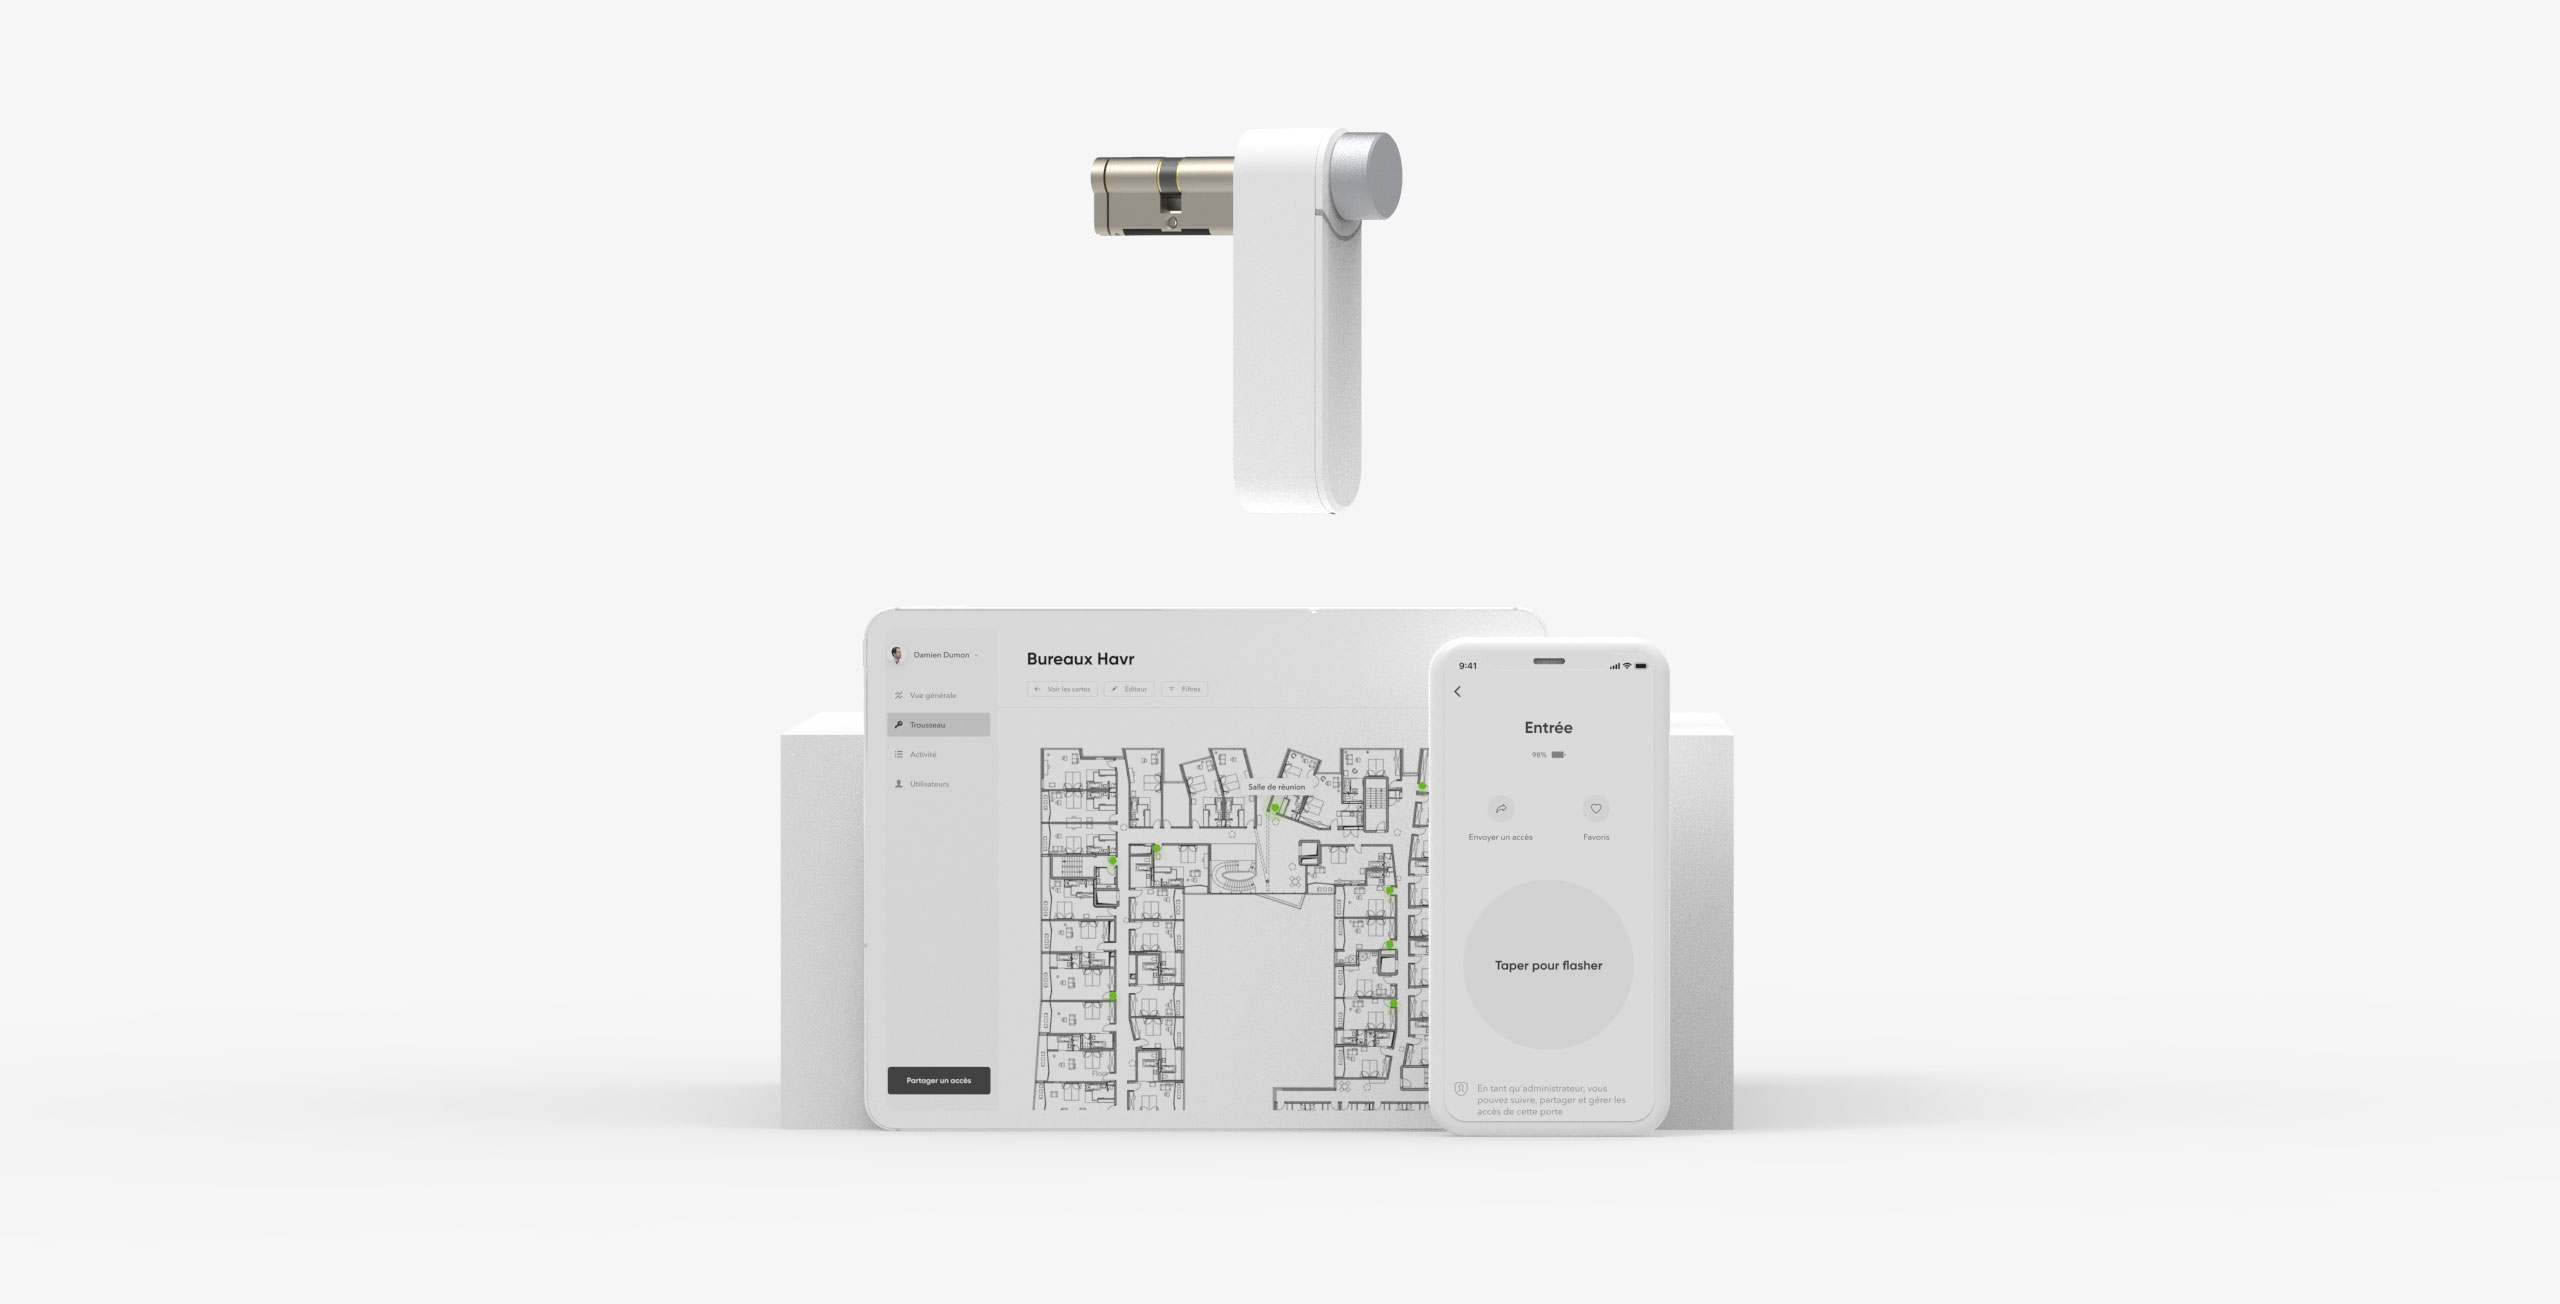 Damien Dumon
Vue générale
Trousseau
Activité
Utilisateurs
Partager un accès
Bureaux Havr
Voir les cartes
Éditeur
Filtres
Salle de réunion
9:41
Entrée
98%
Envoyer un accès
Favoris
Taper pour flasher
En tant qu'administrateur, vous
pouvez suivre, partager et gérer les
accès de cette porte